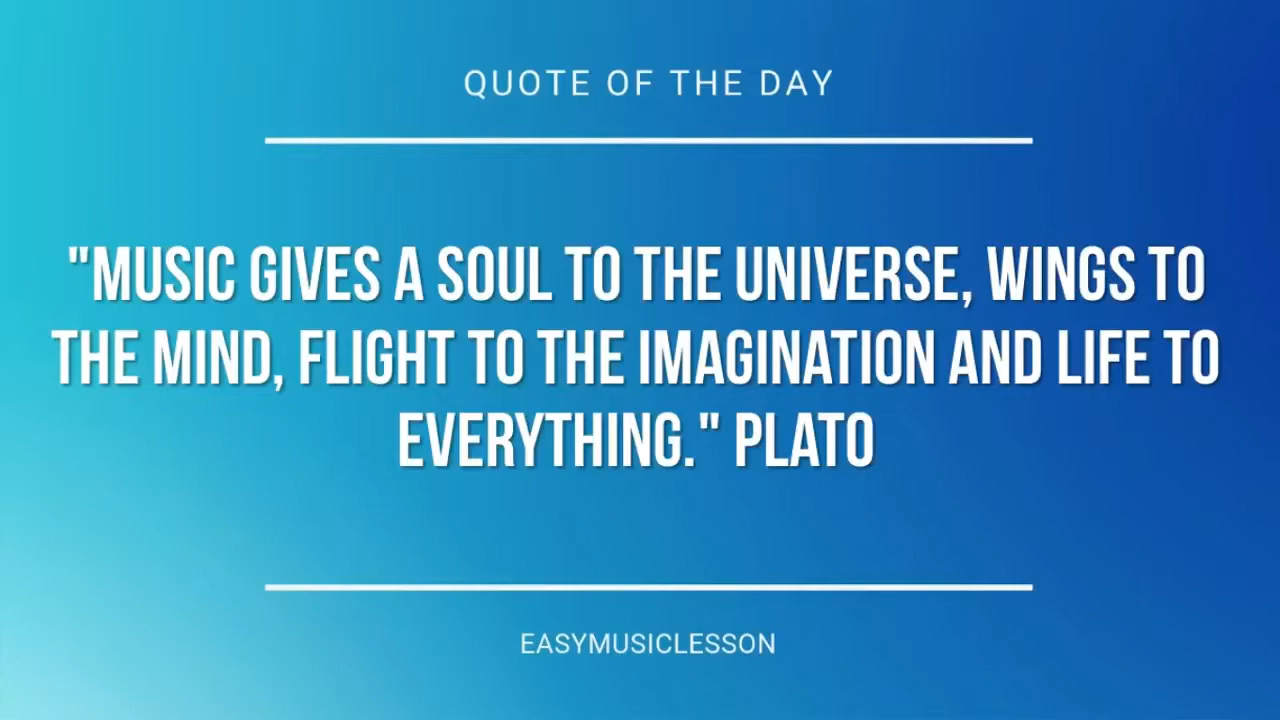 QUOTE OF THE DAY
"MUSIC GIVES A SOUL TO THE UNIVERSE, WINGS TO
THE MIND, FLIGHT TO THE IMAGINATION AND LIFE TO
EVERYTHING." PLATO
EASYMUSICLESSON